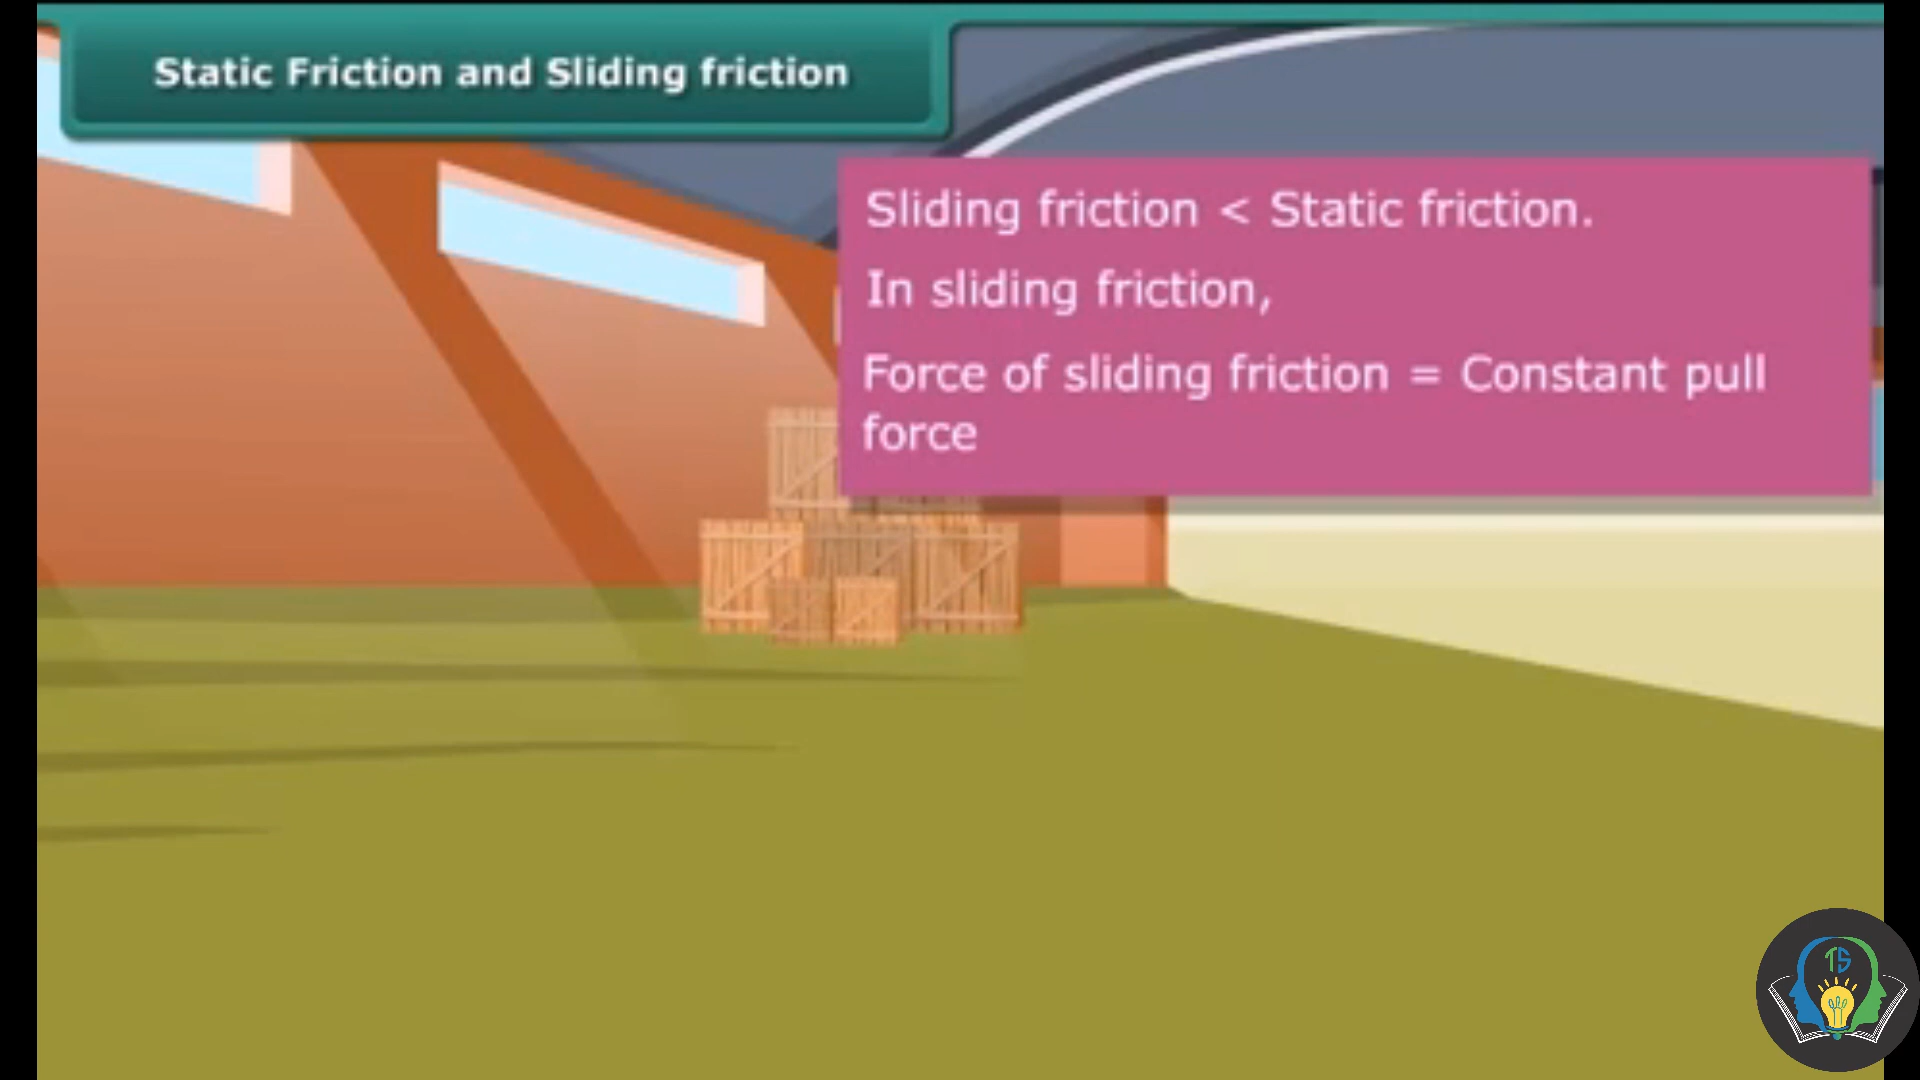 Static Friction and Sliding friction
Sliding friction < Static friction.
In sliding friction,
Force of sliding friction = Constant pull
force
TS